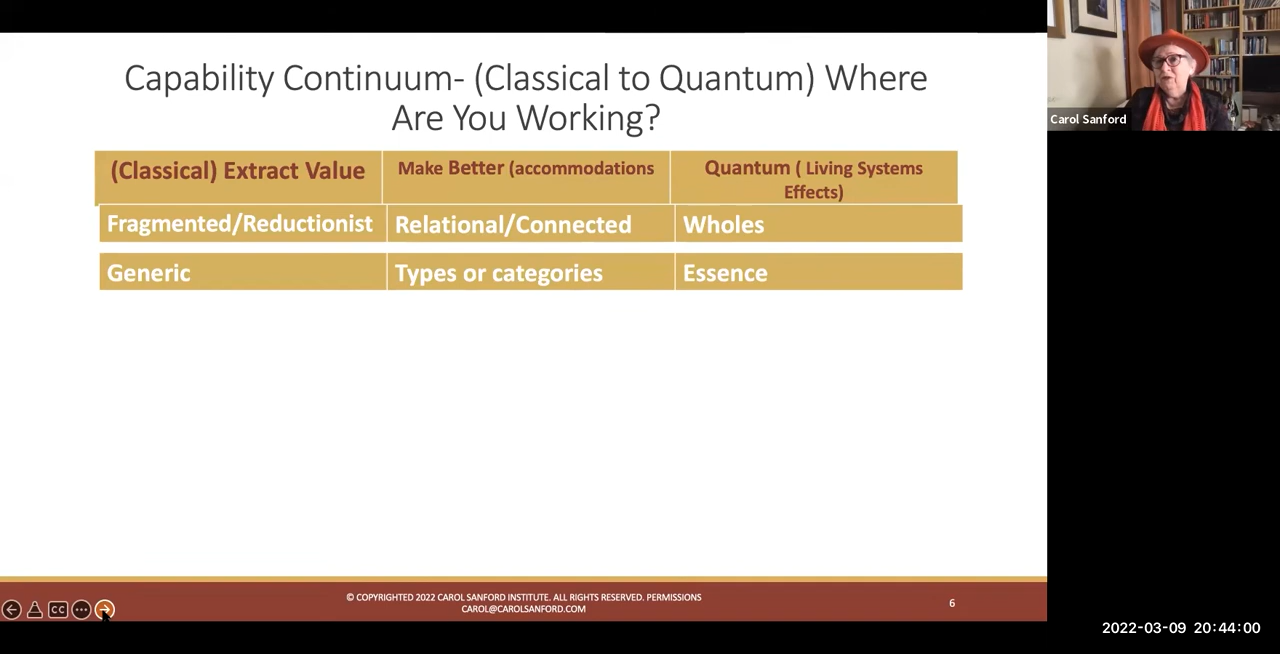 Capability Continuum- (Classical to Quantum) Where
Are You Working?
(Classical) Extract Value
Make Better (accommodations
Quantum ( Living Systems
Effects)
Fragmented/Reductionist
Relational/Connected
Wholes
Generic
Types or categories
Essence
© COPYRIGHTED 2022 CAROL SANFORD INSTITUTE. ALL RIGHTS RESERVED. PERMISSIONS
CAROL@CAROLSANFORD.COM
6
CC
Carol Sanford
2022-03-09 20:44:00